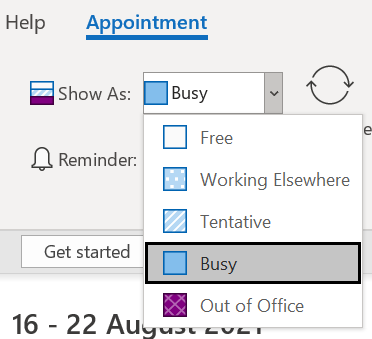 Help Appointment
Show As: Busy
Free
Reminder:
Working Elsewhere
Tentative
Get started
Busy
Out of Office
16 - 22 August 2021